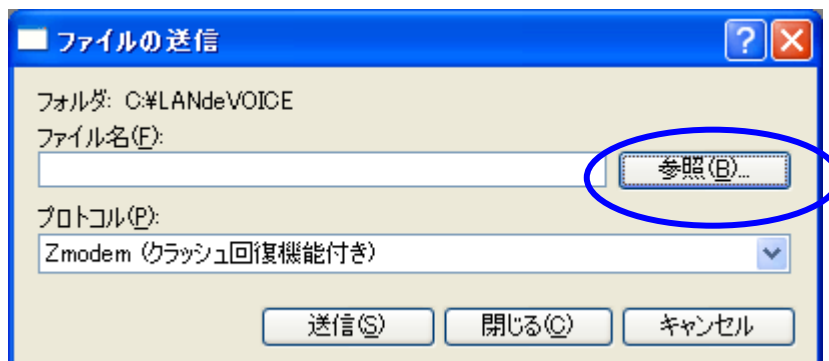 ファイルの送信
フォルダ: C:¥LANdeVOICE
ファイル名(F):
参照(B)...
プロトコル(P):
Zmodem (クラッシュ回復機能付き)
送信(S) 閉じる(C) キャンセル